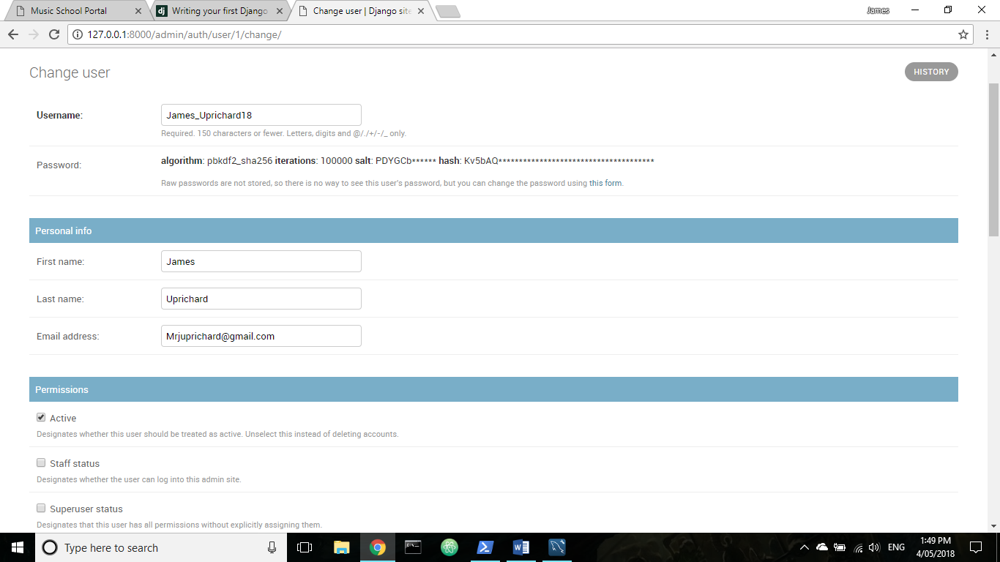 Music School Portal
Writing your first Django
Change user | Django site
James
127.0.0.1:8000/admin/auth/user/1/change/
Change user
HISTORY
Username:
James_Uprichard18
Required. 150 characters or fewer. Letters, digits and @/./+/-/_ only.
Password:
algorithm: pbkdf2_sha256 iterations: 100000 salt: PDYGCb****** hash: Kv5bAQ**************************************
Raw passwords are not stored, so there is no way to see this user's password, but you can change the password using this form.
Personal info
First name:
James
Last name:
Uprichard
Email address:
Mrjuprichard@gmail.com
Permissions
Active
Designates whether this user should be treated as active. Unselect this instead of deleting accounts.
Staff status
Designates whether the user can log into this admin site.
Superuser status
Designates that this user has all permissions without explicitly assigning them.
Type here to search
ENG
1:49 PM
4/05/2018